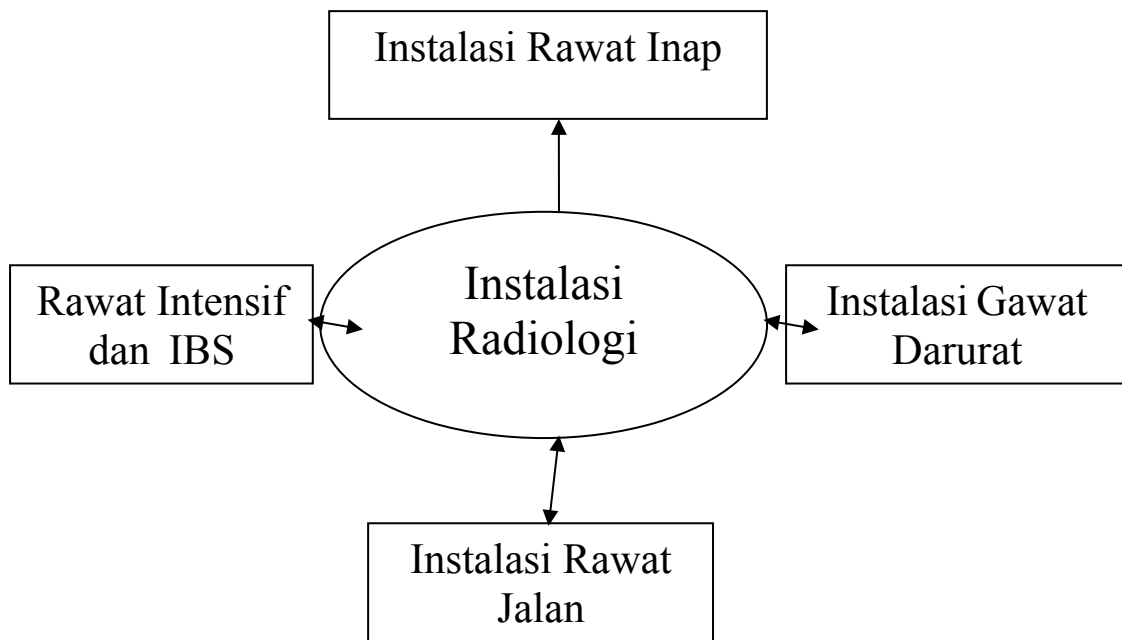 Instalasi Rawat Inap
Instalasi
Radiologi
Rawat Intensif
dan IBS
Instalasi Gawat
Darurat
Instalasi Rawat
Jalan